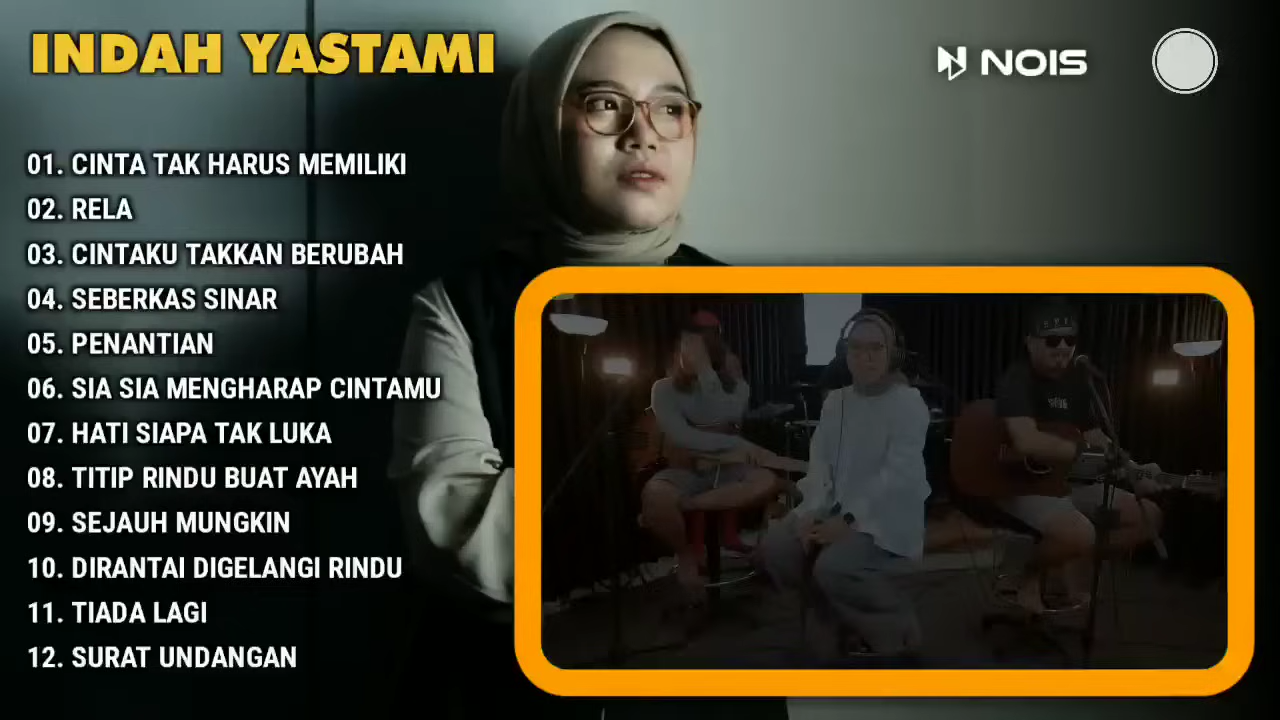 INDAH YASTAMI
NOIS
01. CINTA TAK HARUS MEMILIKI
02. RELA
03. CINTAKU TAKKAN BERUBAH
04. SEBERKAS SINAR
05. PENANTIAN
06. SIA SIA MENGHARAP CINTAMU
07. HATI SIAPA TAK LUKA
08. TITIP RINDU BUAT AYAH
09. SEJAUH MUNGKIN
10. DIRANTAI DIGELANGI RINDU
11. TIADA LAGI
12. SURAT UNDANGAN